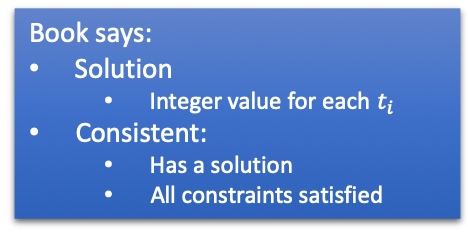 Book says:
• Solution
• Integer value for each tᵢ
• Consistent:
• Has a solution
• All constraints satisfied